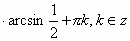 · arcsin 1/2 + πk, k ∈ z